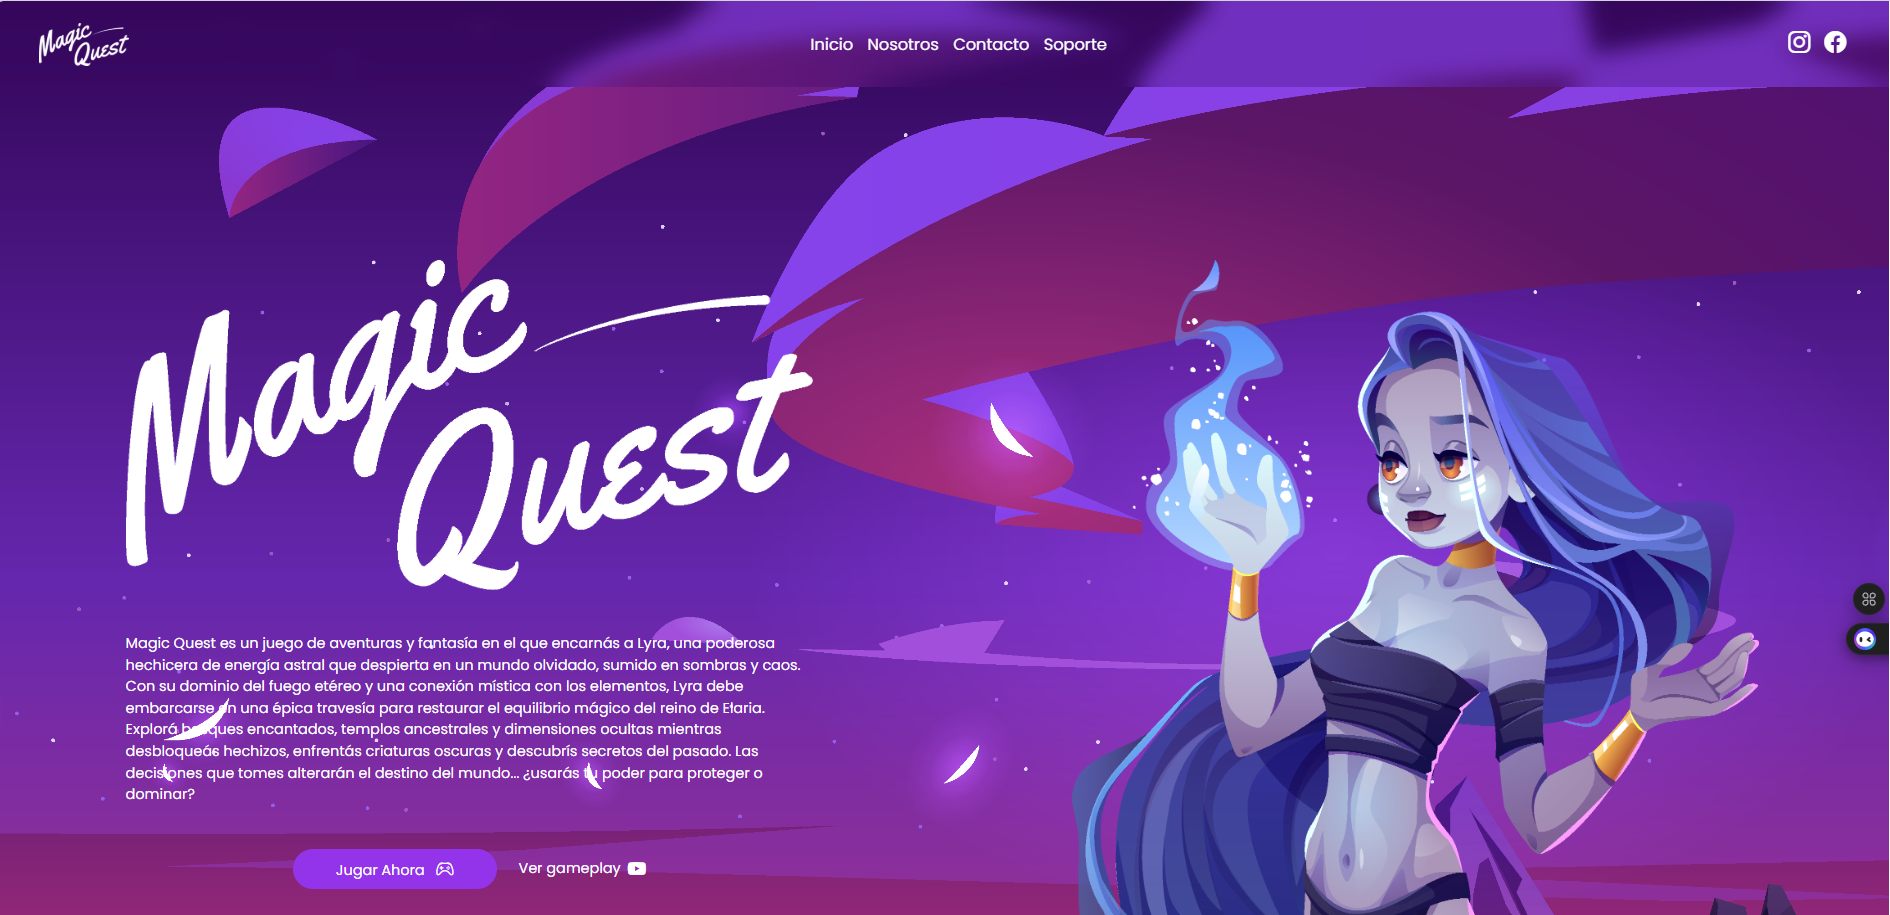 Magic
Quest
Inicio Nosotros Contacto Soporte
Magic
Quest
Magic Quest es un juego de aventuras y fantasía en el que encarnás a Lyra, una poderosa
hechicera de energía astral que despierta en un mundo olvidado, sumido en sombras y caos.
Con su dominio del fuego etéreo y una conexión mística con los elementos, Lyra debe
embarcarse en una épica travesía para restaurar el equilibrio mágico del reino de Elaria.
Explorá bosques encantados, templos ancestrales y dimensiones ocultas mientras
desbloqueás hechizos, enfrentás criaturas oscuras y descubrís secretos del pasado. Las
decisiones que tomes alterarán el destino del mundo... ¿usarás tu poder para proteger o
dominar?
Jugar Ahora Ver gameplay